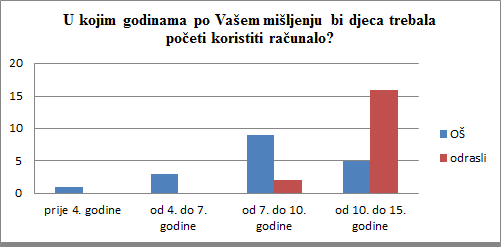 U kojim godinama po Vašem mišljenju bi djeca trebala
početi koristiti računalo?
20
15
10
5
0
prije 4. godine
od 4. do 7.
godine
od 7. do 10.
godine
od 10. do 15.
godine
OŠ
odrasli